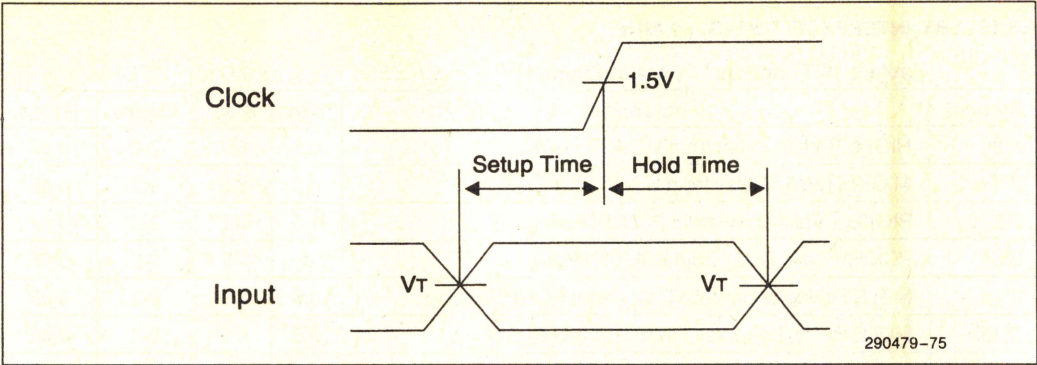 Clock
1.5V
Setup Time
Hold Time
VT
VT
Input
290479-75